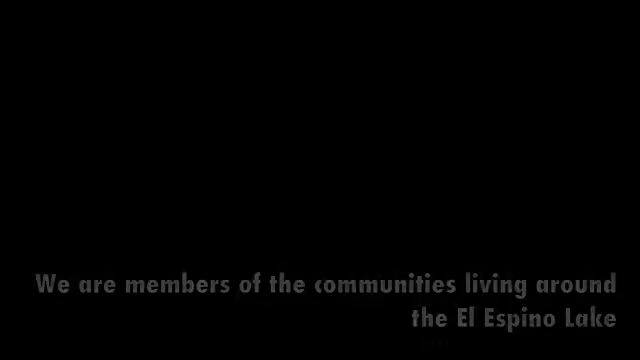 We are members of the communities living around
the El Espino Lake